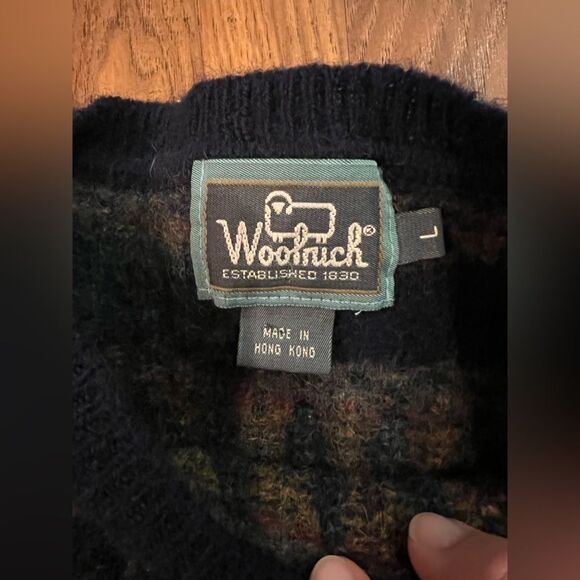 Woolrich®
ESTABLISHED 1830
L
MADE IN
HONG KONG